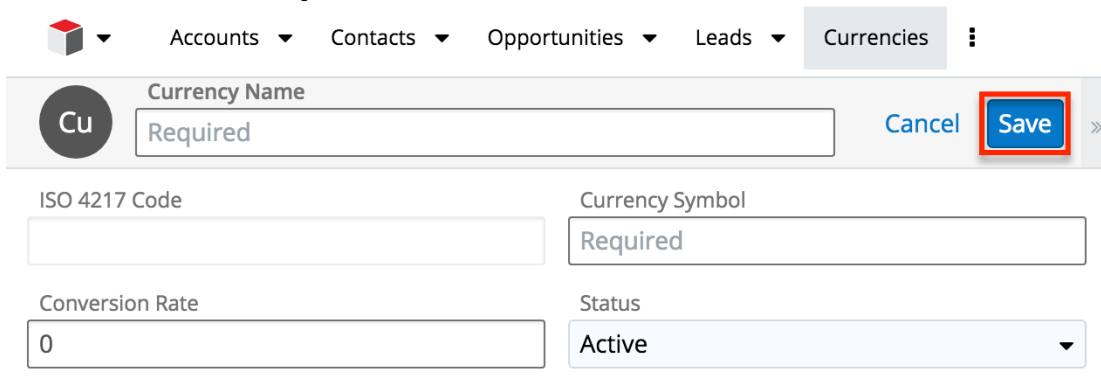 Accounts Contacts Opportunities Leads Currencies
Currency Name
Cu Required Cancel Save »
ISO 4217 Code Currency Symbol
Required
Conversion Rate Status
0 Active